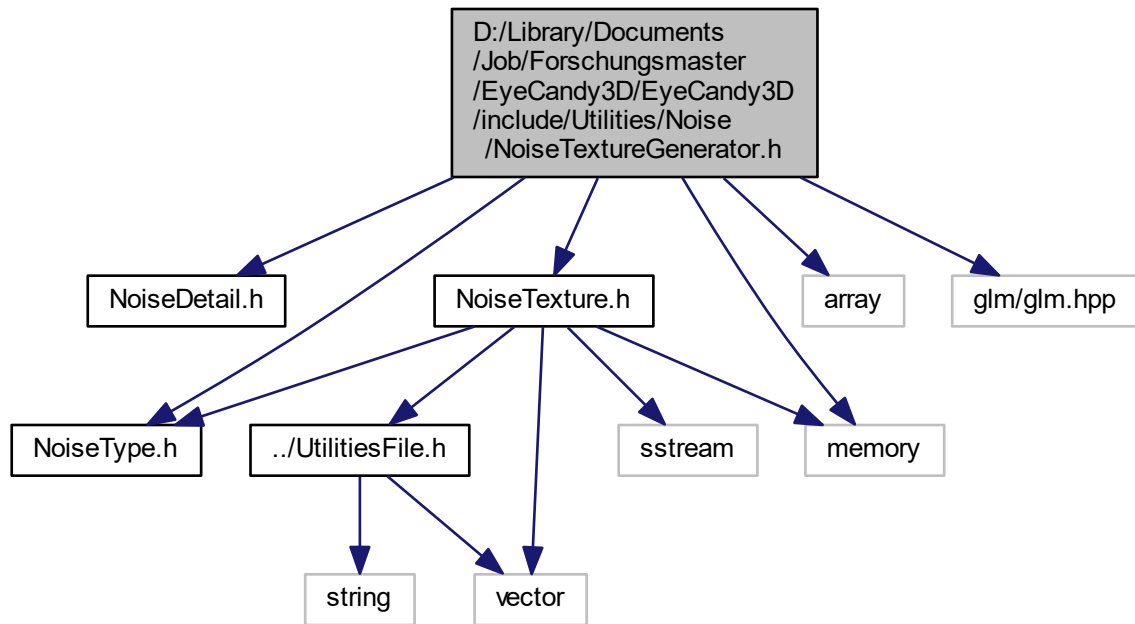 D:/Library/Documents
/Job/Forschungsmaster
/EyeCandy3D/EyeCandy3D
/include/Utilities/Noise
/NoiseTextureGenerator.h
NoiseDetail.h
NoiseTexture.h
array
glm/glm.hpp
NoiseType.h
../UtilitiesFile.h
sstream
memory
string
vector